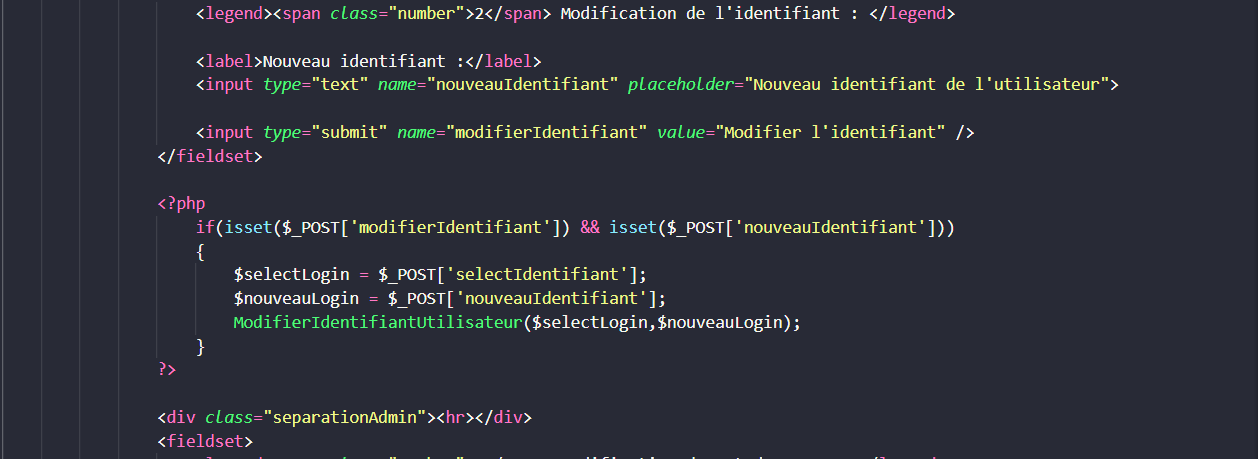 <legend><span class="number">2</span> Modification de l'identifiant : </legend>
<label>Nouveau identifiant :</label>
<input type="text" name="nouveauIdentifiant" placeholder="Nouveau identifiant de l'utilisateur">
<input type="submit" name="modifierIdentifiant" value="Modifier l'identifiant" />
</fieldset>
<?php
if(isset($_POST['modifierIdentifiant']) && isset($_POST['nouveauIdentifiant']))
{
$selectLogin = $_POST['selectIdentifiant'];
$nouveauLogin = $_POST['nouveauIdentifiant'];
ModifierIdentifiantUtilisateur($selectLogin,$nouveauLogin);
}
?>
<div class="separationAdmin"><hr></div>
<fieldset>